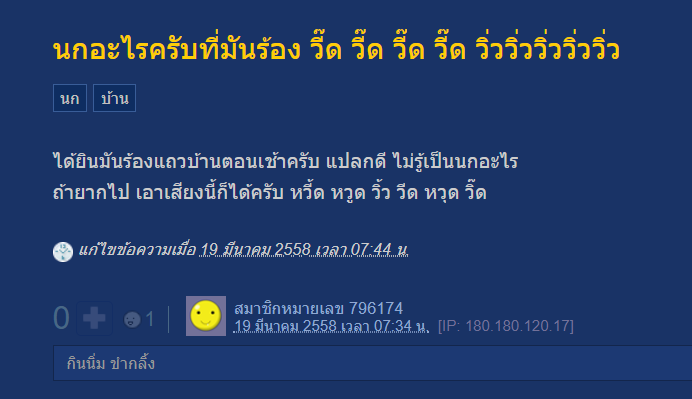 นกอะไรครับที่มันร้อง วี๊ด วี๊ด วี๊ด วี๊ด วิ่ววิ่ววิ่ววิ่ววิ่ว
นก บ้าน
ได้ยินมันร้องแถวบ้านตอนเช้าครับ แปลกดี ไม่รู้เป็นนกอะไร
ถ้ายากไป เอาเสียงนี้ก็ได้ครับ หวี้ด หวูด วิ้ว วีด หวุด วิ๊ด
แก้ไขข้อความเมื่อ 19 มีนาคม 2558 เวลา 07:44 น.
0 1 สมาชิกหมายเลข 796174
19 มีนาคม 2558 เวลา 07:34 น. [IP: 180.180.120.17]
กินนิ่ม ชำกลิ้ง